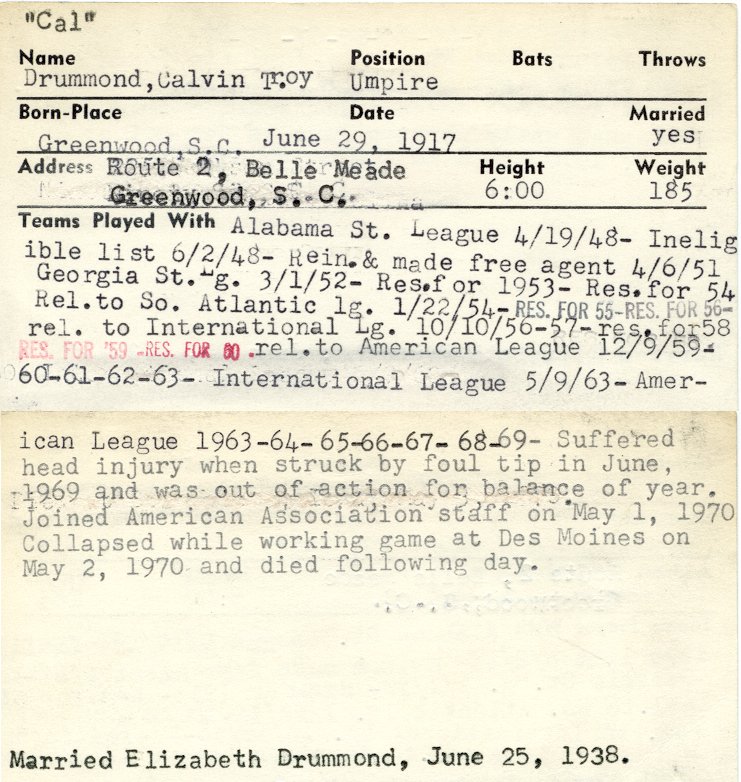 "Cal"
Name Position Bats Throws
Drummond,Calvin Troy Umpire
Born-Place Date Married
Greenwood,S.C. June 29, 1917 yes
Address Route 2, Belle Meade Height Weight
Greenwood, S. C. 6:00 185
Teams Played With Alabama St. League 4/19/48- Inelig
ible list 6/2/48- Rein.& made free agent 4/6/51
Georgia St.Lg. 3/1/52- Res.for 1953- Res.for 54
Rel.to So. Atlantic lg. 1/22/54-RES. FOR 55-RES. FOR 56-
rel. to International Lg. 10/10/56-57-res.for58
RES. FOR '59 -RES. FOR 60 .rel.to American League 12/9/59-
60-61-62-63- International League 5/9/63- Amer-
ican League 1963-64-65-66-67-68-69- Suffered
head injury when struck by foul tip in June,
1969 and was out of action for balance of year.
Joined American Association staff on May 1, 1970
Collapsed while working game at Des Moines on
May 2, 1970 and died following day.
Married Elizabeth Drummond, June 25, 1938.